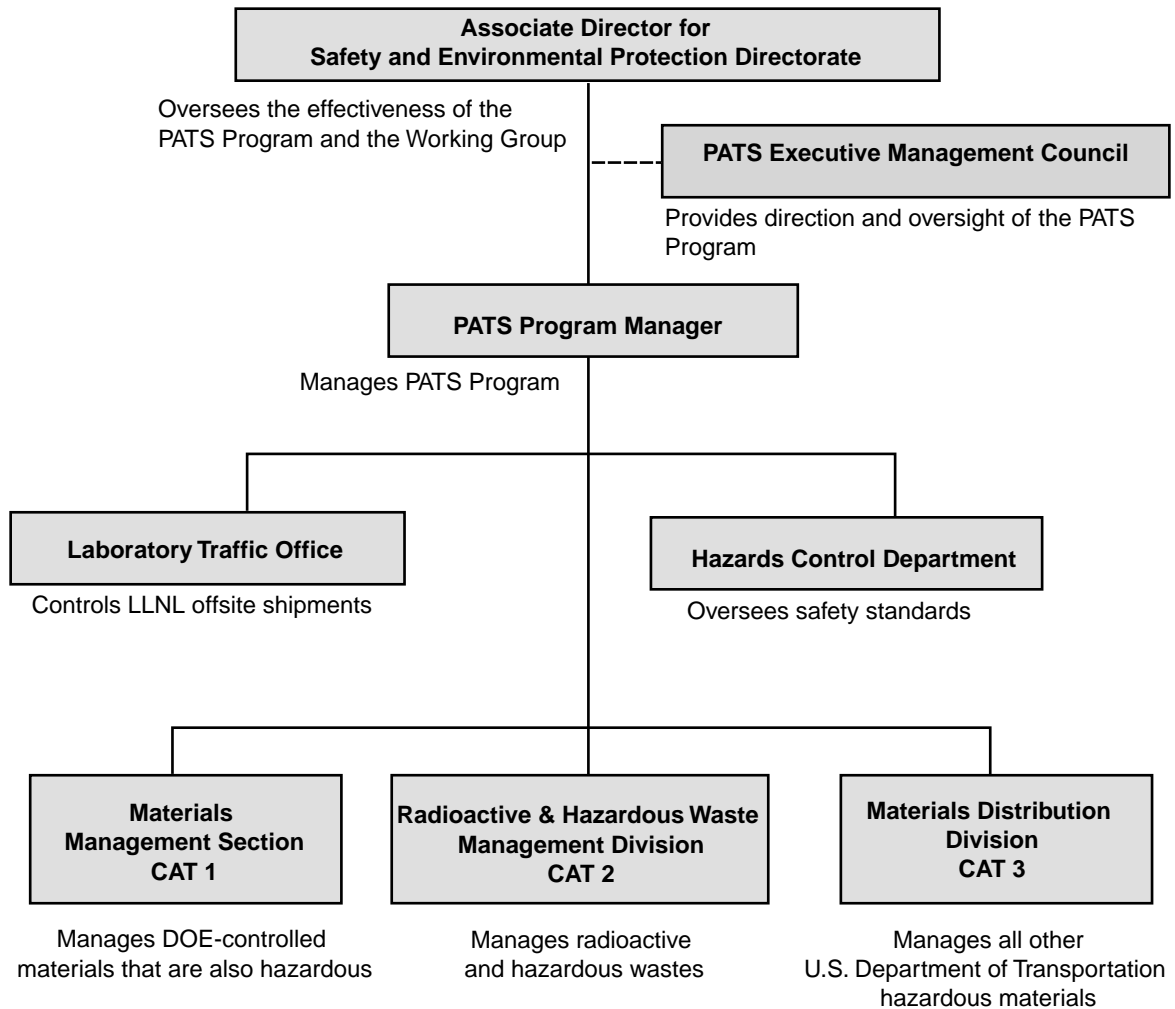 Associate Director for
Safety and Environmental Protection Directorate
Oversees the effectiveness of the
PATS Program and the Working Group
PATS Executive Management Council
Provides direction and oversight of the PATS
Program
PATS Program Manager
Manages PATS Program
Laboratory Traffic Office
Controls LLNL offsite shipments
Hazards Control Department
Oversees safety standards
Materials
Management Section
CAT 1
Manages DOE-controlled
materials that are also hazardous
Radioactive & Hazardous Waste
Management Division
CAT 2
Manages radioactive
and hazardous wastes
Materials Distribution
Division
CAT 3
Manages all other
U.S. Department of Transportation
hazardous materials